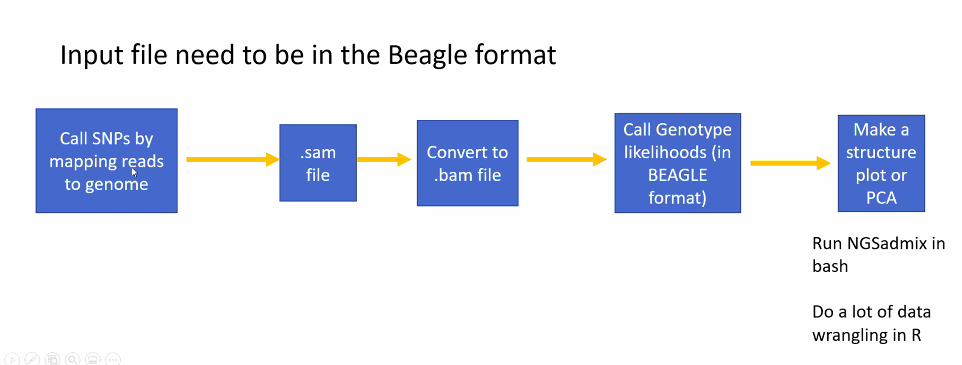 Input file need to be in the Beagle format
Call SNPs by
mapping reads
to genome
.sam
file
Convert to
.bam file
Call Genotype
likelihoods (in
BEAGLE
format)
Make a
structure
plot or
PCA
Run NGSadmix in
bash
Do a lot of data
wrangling in R